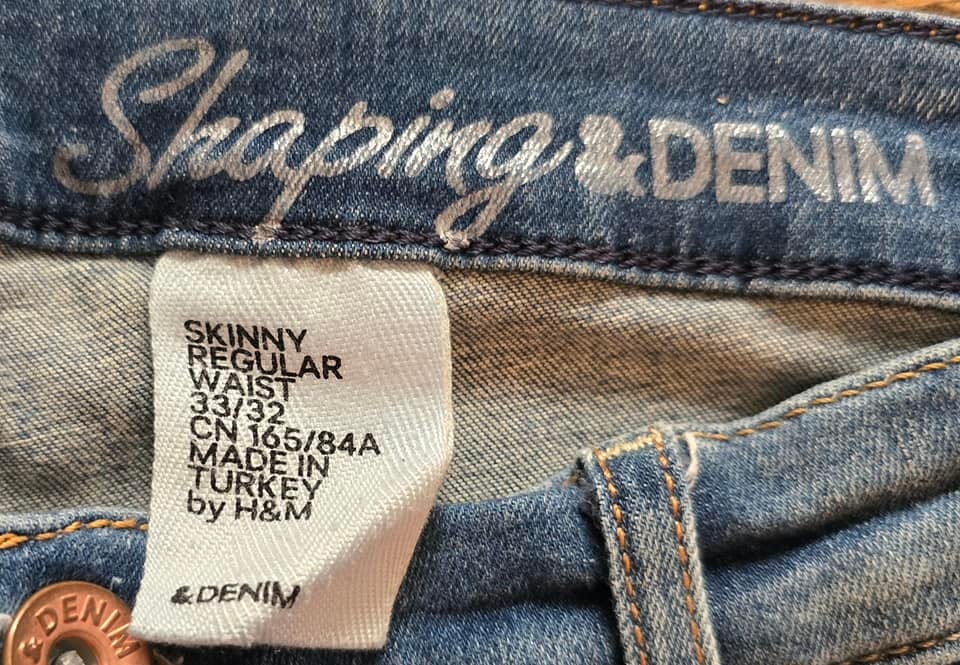 Shaping &DENIM
SKINNY
REGULAR
WAIST
33/32
CN 165/84A
MADE IN
TURKEY
by H&M
&DENIM
&DENIM